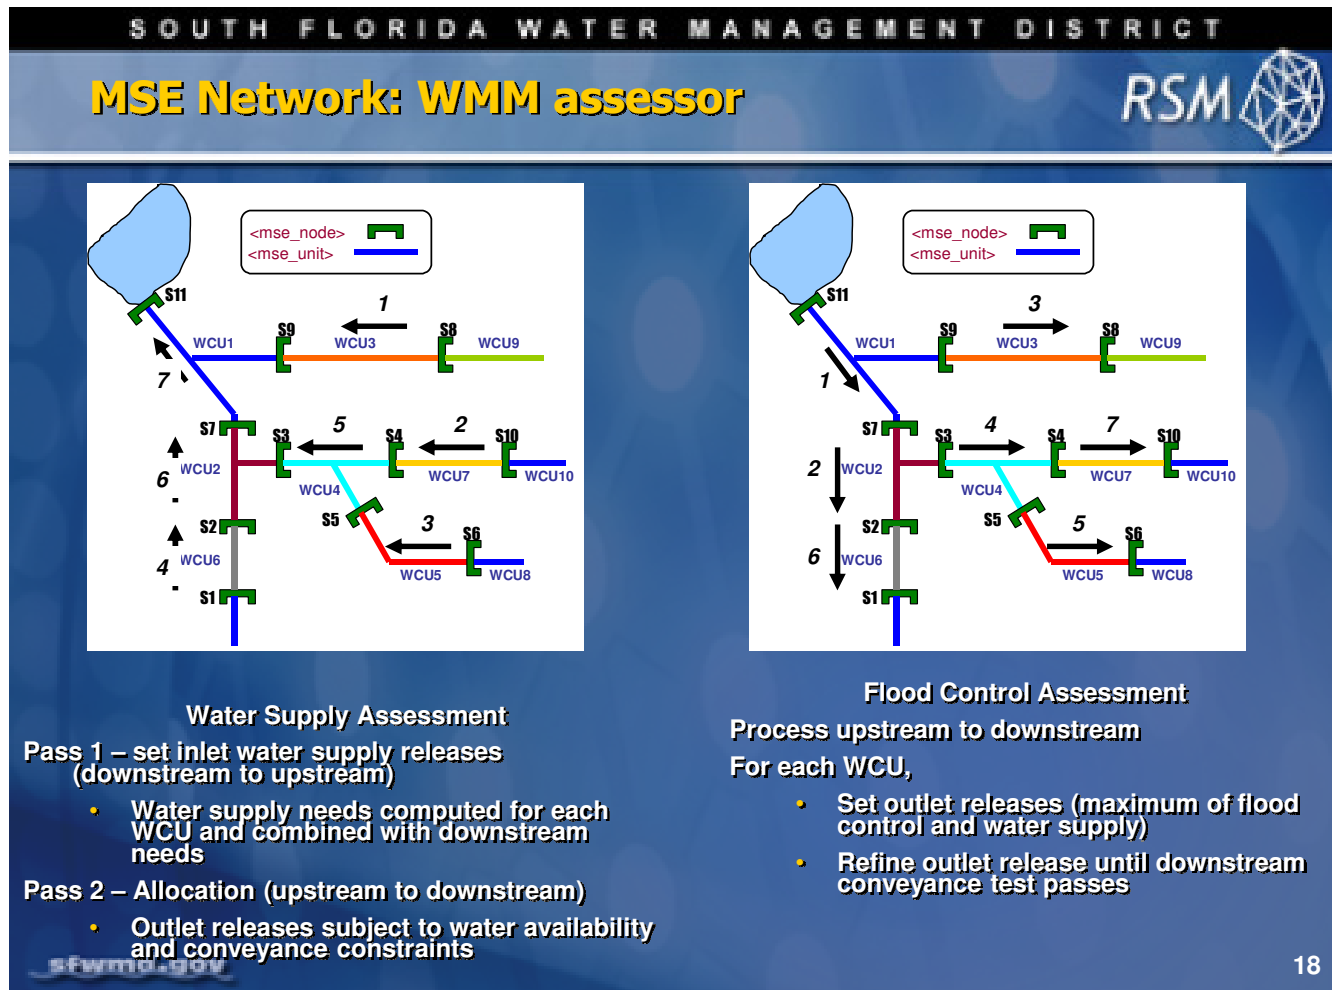 SOUTH FLORIDA WATER MANAGEMENT DISTRICT
MSE Network: WMM assessor
RSM
<mse_node>
<mse_unit>
S11
1
S9
S8
WCU1
WCU3
WCU9
7
S7
S3
5
S4
2
S10
6
WCU2
WCU4
WCU7
WCU10
S2
S5
3
S6
4
WCU6
WCU5
WCU8
S1
<mse_node>
<mse_unit>
S11
3
S9
S8
WCU1
WCU3
WCU9
1
S7
S3
4
S4
7
S10
2
WCU2
WCU4
WCU7
WCU10
S2
S5
5
S6
6
WCU6
WCU5
WCU8
S1
Water Supply Assessment
Pass 1 – set inlet water supply releases
(downstream to upstream)
• Water supply needs computed for each
WCU and combined with downstream
needs
Pass 2 – Allocation (upstream to downstream)
• Outlet releases subject to water availability
and conveyance constraints
Flood Control Assessment
Process upstream to downstream
For each WCU,
• Set outlet releases (maximum of flood
control and water supply)
• Refine outlet release until downstream
conveyance test passes
sfwmd.gov
18